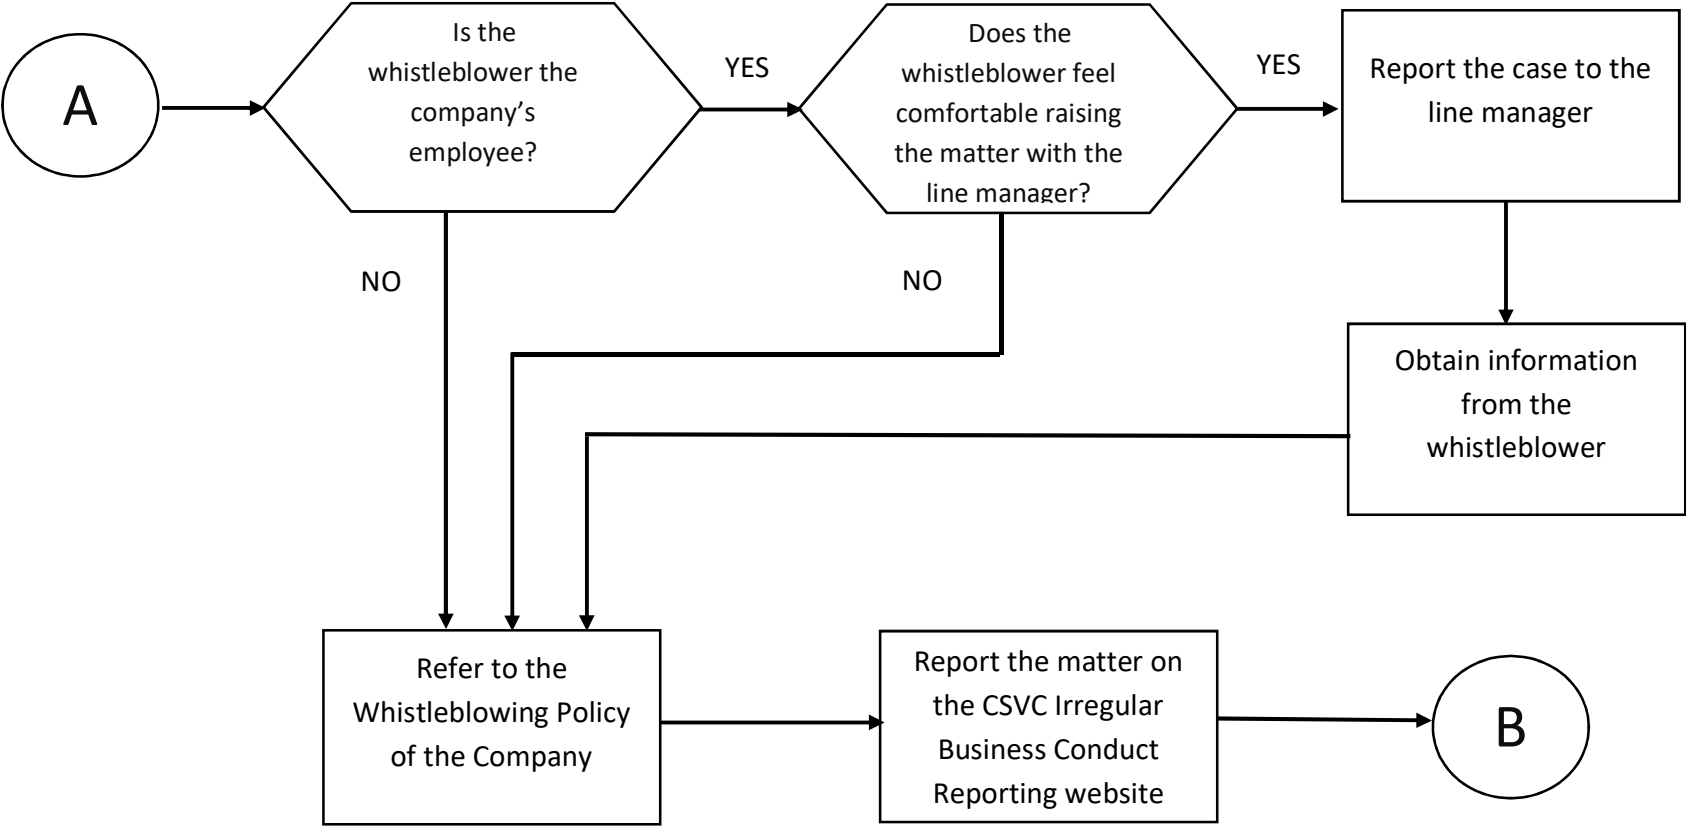 A
Is the
whistleblower the
company’s
employee?
YES
Does the
whistleblower feel
comfortable raising
the matter with the
line manager?
YES
Report the case to the
line manager
NO
NO
Obtain information
from the
whistleblower
Refer to the
Whistleblowing Policy
of the Company
Report the matter on
the CSVC Irregular
Business Conduct
Reporting website
B